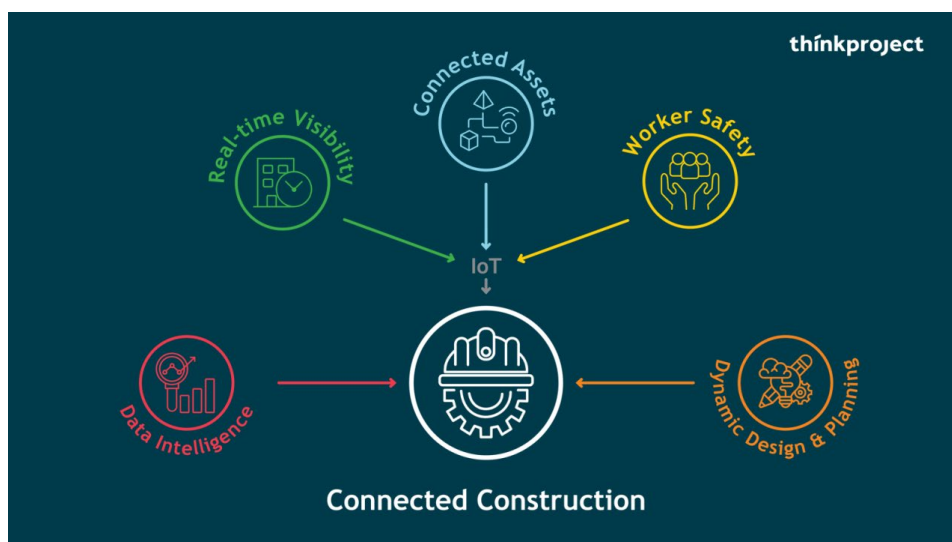 thinkproject
Connected Assets
Real-time Visibility
Worker Safety
IoT
Data Intelligence
Dynamic Design & Planning
Connected Construction